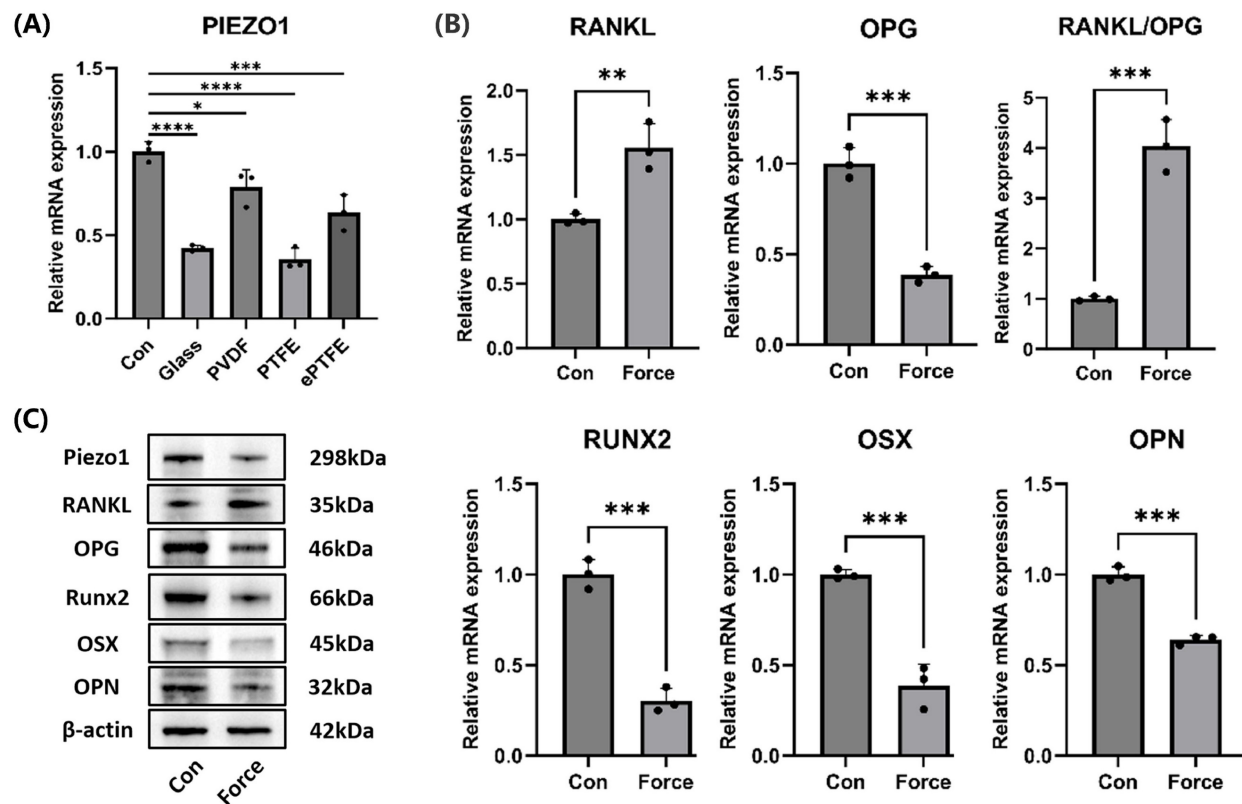 (A)
PIEZO1
Relative mRNA expression
1.5
1.0
0.5
0.0
***
****
*
****
Con
Glass
PVDF
PTFE
ePTFE
(B)
RANKL
Relative mRNA expression
2.0
1.5
1.0
0.5
0.0
**
Con Force
OPG
Relative mRNA expression
1.5
1.0
0.5
0.0
***
Con Force
RANKL/OPG
Relative mRNA expression
5
4
3
2
1
0
***
Con Force
(C)
Piezo1 298kDa
RANKL 35kDa
OPG 46kDa
Runx2 66kDa
OSX 45kDa
OPN 32kDa
β-actin 42kDa
Con Force
RUNX2
Relative mRNA expression
1.5
1.0
0.5
0.0
***
Con Force
OSX
Relative mRNA expression
1.5
1.0
0.5
0.0
***
Con Force
OPN
Relative mRNA expression
1.5
1.0
0.5
0.0
***
Con Force